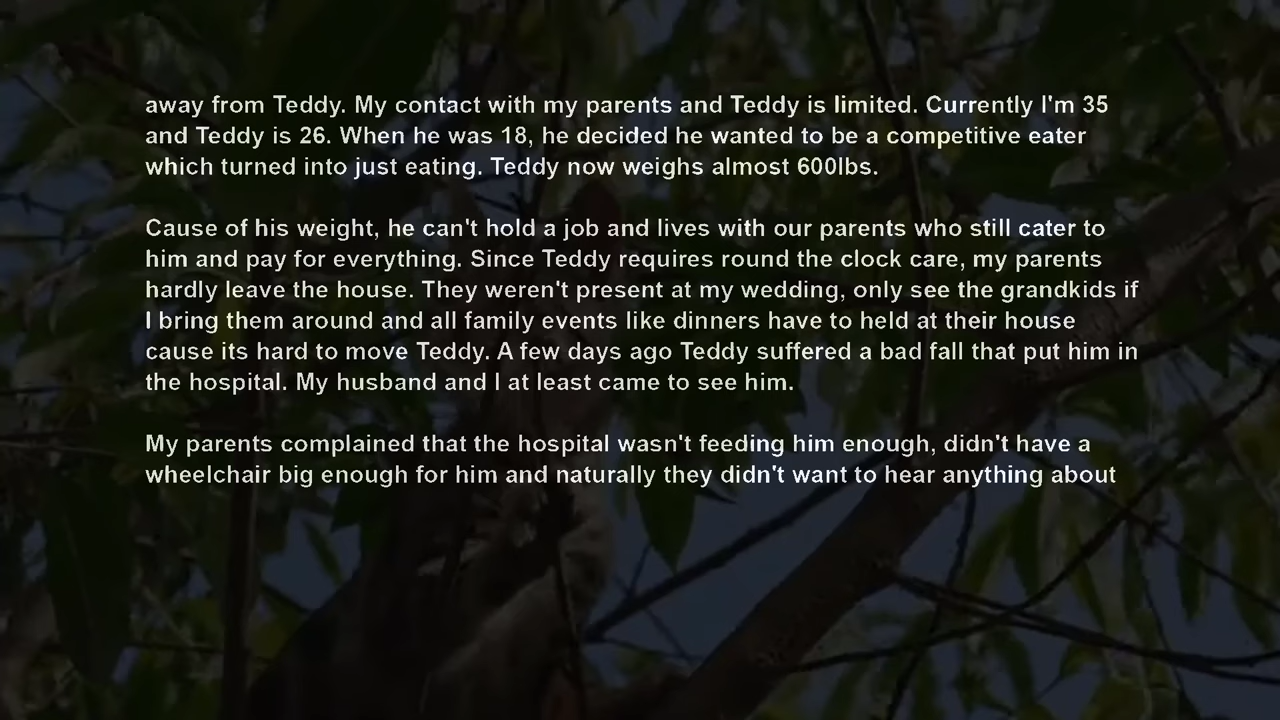 away from Teddy. My contact with my parents and Teddy is limited. Currently I'm 35
and Teddy is 26. When he was 18, he decided he wanted to be a competitive eater
which turned into just eating. Teddy now weighs almost 600lbs.
Cause of his weight, he can't hold a job and lives with our parents who still cater to
him and pay for everything. Since Teddy requires round the clock care, my parents
hardly leave the house. They weren't present at my wedding, only see the grandkids if
I bring them around and all family events like dinners have to held at their house
cause its hard to move Teddy. A few days ago Teddy suffered a bad fall that put him in
the hospital. My husband and I at least came to see him.
My parents complained that the hospital wasn't feeding him enough, didn't have a
wheelchair big enough for him and naturally they didn't want to hear anything about